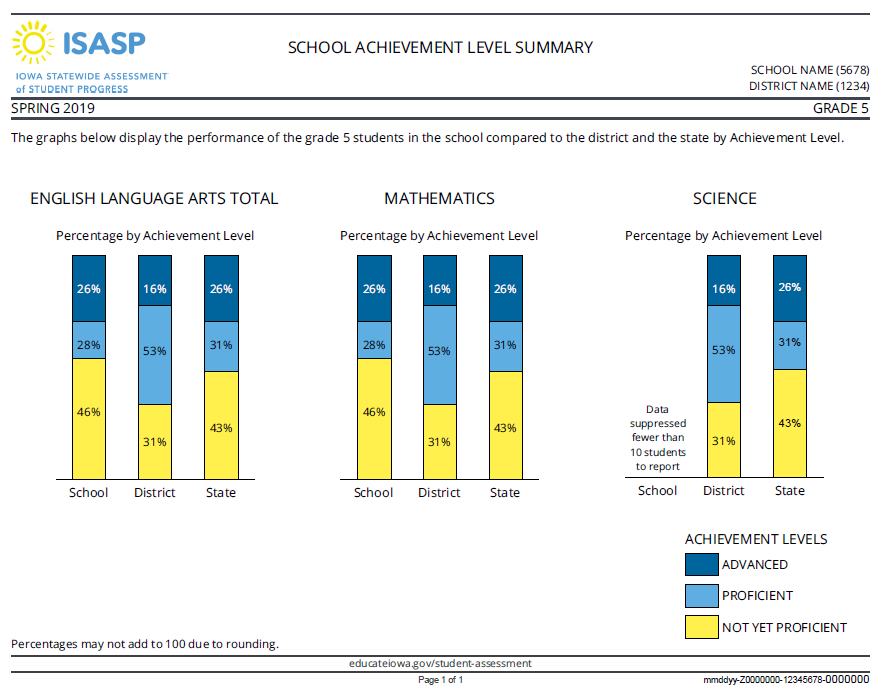 ISASP
IOWA STATEWIDE ASSESSMENT
of STUDENT PROGRESS
SCHOOL ACHIEVEMENT LEVEL SUMMARY
SCHOOL NAME (5678)
DISTRICT NAME (1234)
SPRING 2019
GRADE 5
The graphs below display the performance of the grade 5 students in the school compared to the district and the state by Achievement Level.
ENGLISH LANGUAGE ARTS TOTAL
Percentage by Achievement Level
26%
16%
26%
28%
53%
31%
46%
31%
43%
School
District
State
MATHEMATICS
Percentage by Achievement Level
26%
16%
26%
28%
53%
31%
46%
31%
43%
School
District
State
SCIENCE
Percentage by Achievement Level
16%
26%
53%
31%
Data
suppressed
fewer than
10 students
to report
31%
43%
School
District
State
ACHIEVEMENT LEVELS
ADVANCED
PROFICIENT
NOT YET PROFICIENT
Percentages may not add to 100 due to rounding.
educateiowa.gov/student-assessment
Page 1 of 1
mmddyy-Z0000000-12345678-0000000